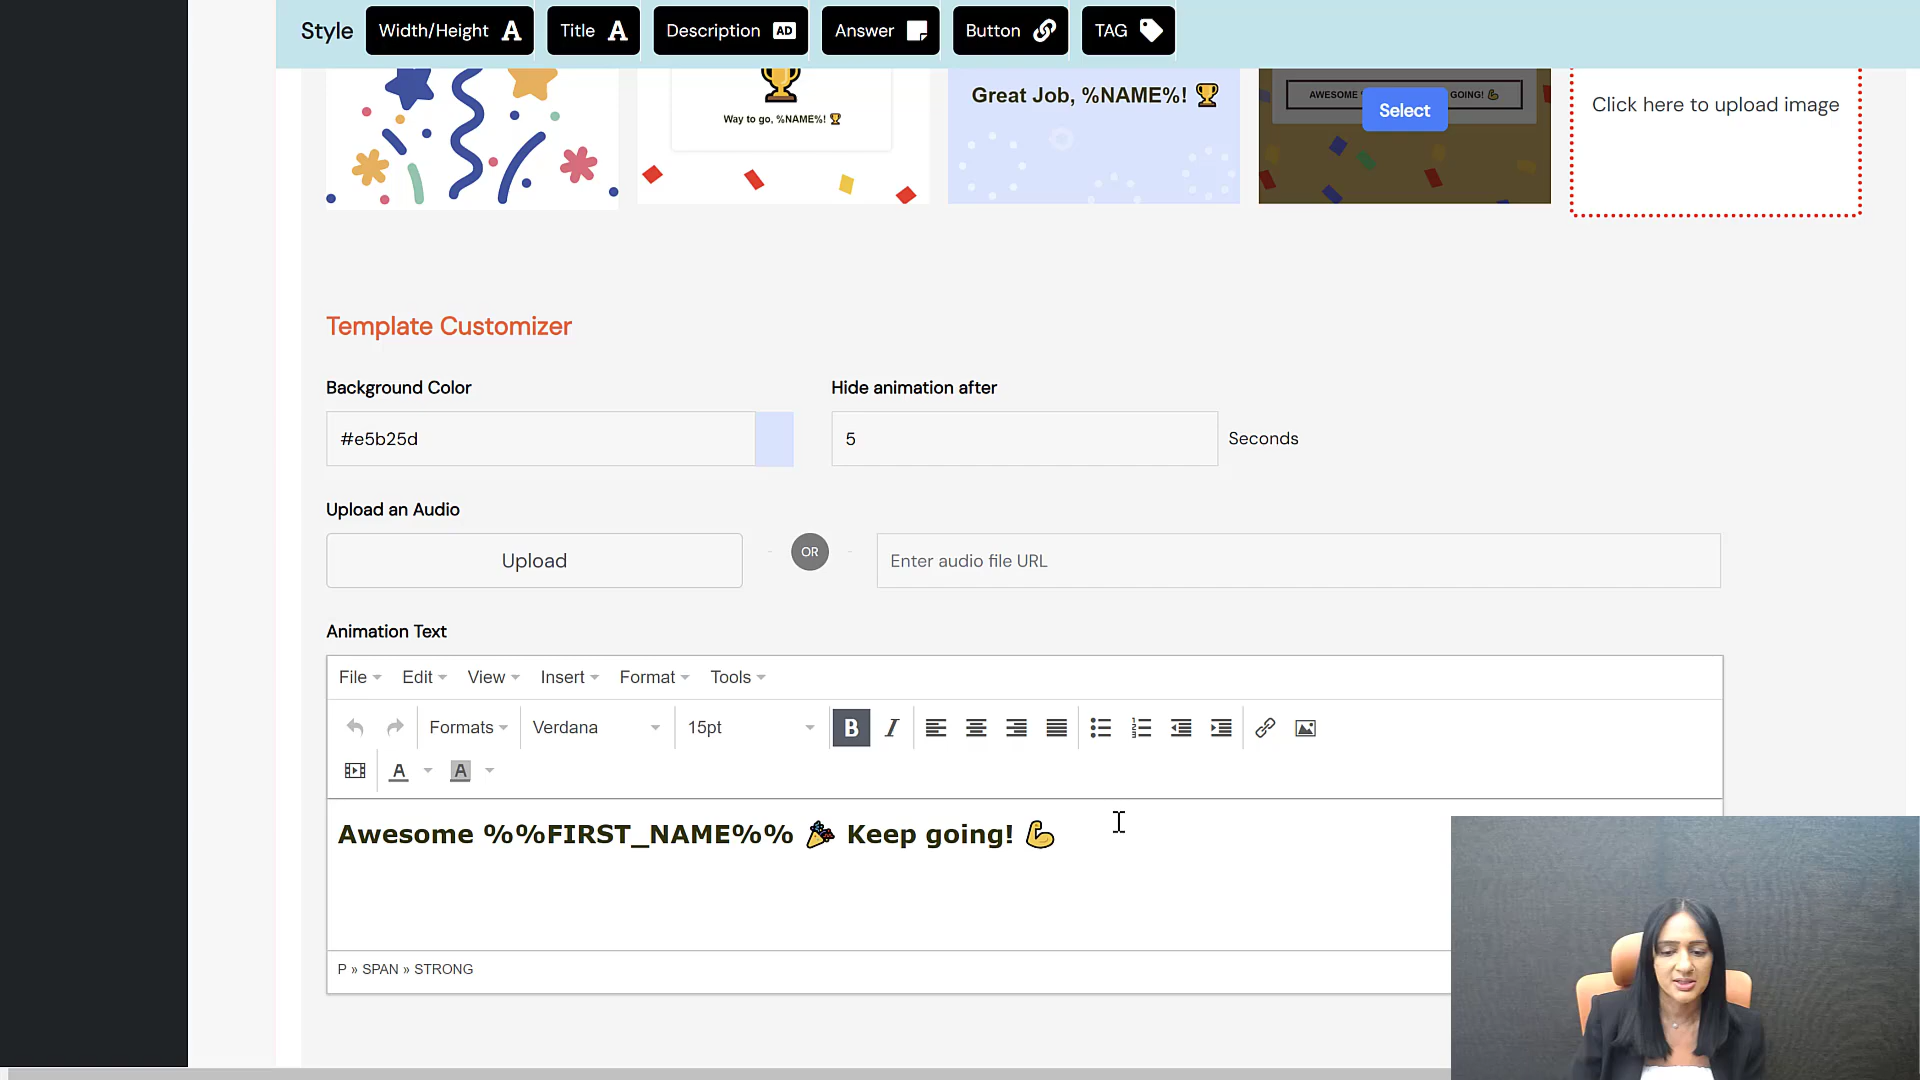 Style Width/Height A Title A Description AD Answer Button TAG
Way to go, %NAME%! 🏆
Great Job, %NAME%! 🏆
AWESOME GOING! 💪
Select
Click here to upload image
Template Customizer
Background Color Hide animation after
#e5b25d 5 Seconds
Upload an Audio
Upload OR Enter audio file URL
Animation Text
File Edit View Insert Format Tools
Formats Verdana 15pt B I
A A
Awesome %%FIRST_NAME%% 🎉 Keep going! 💪
P » SPAN » STRONG